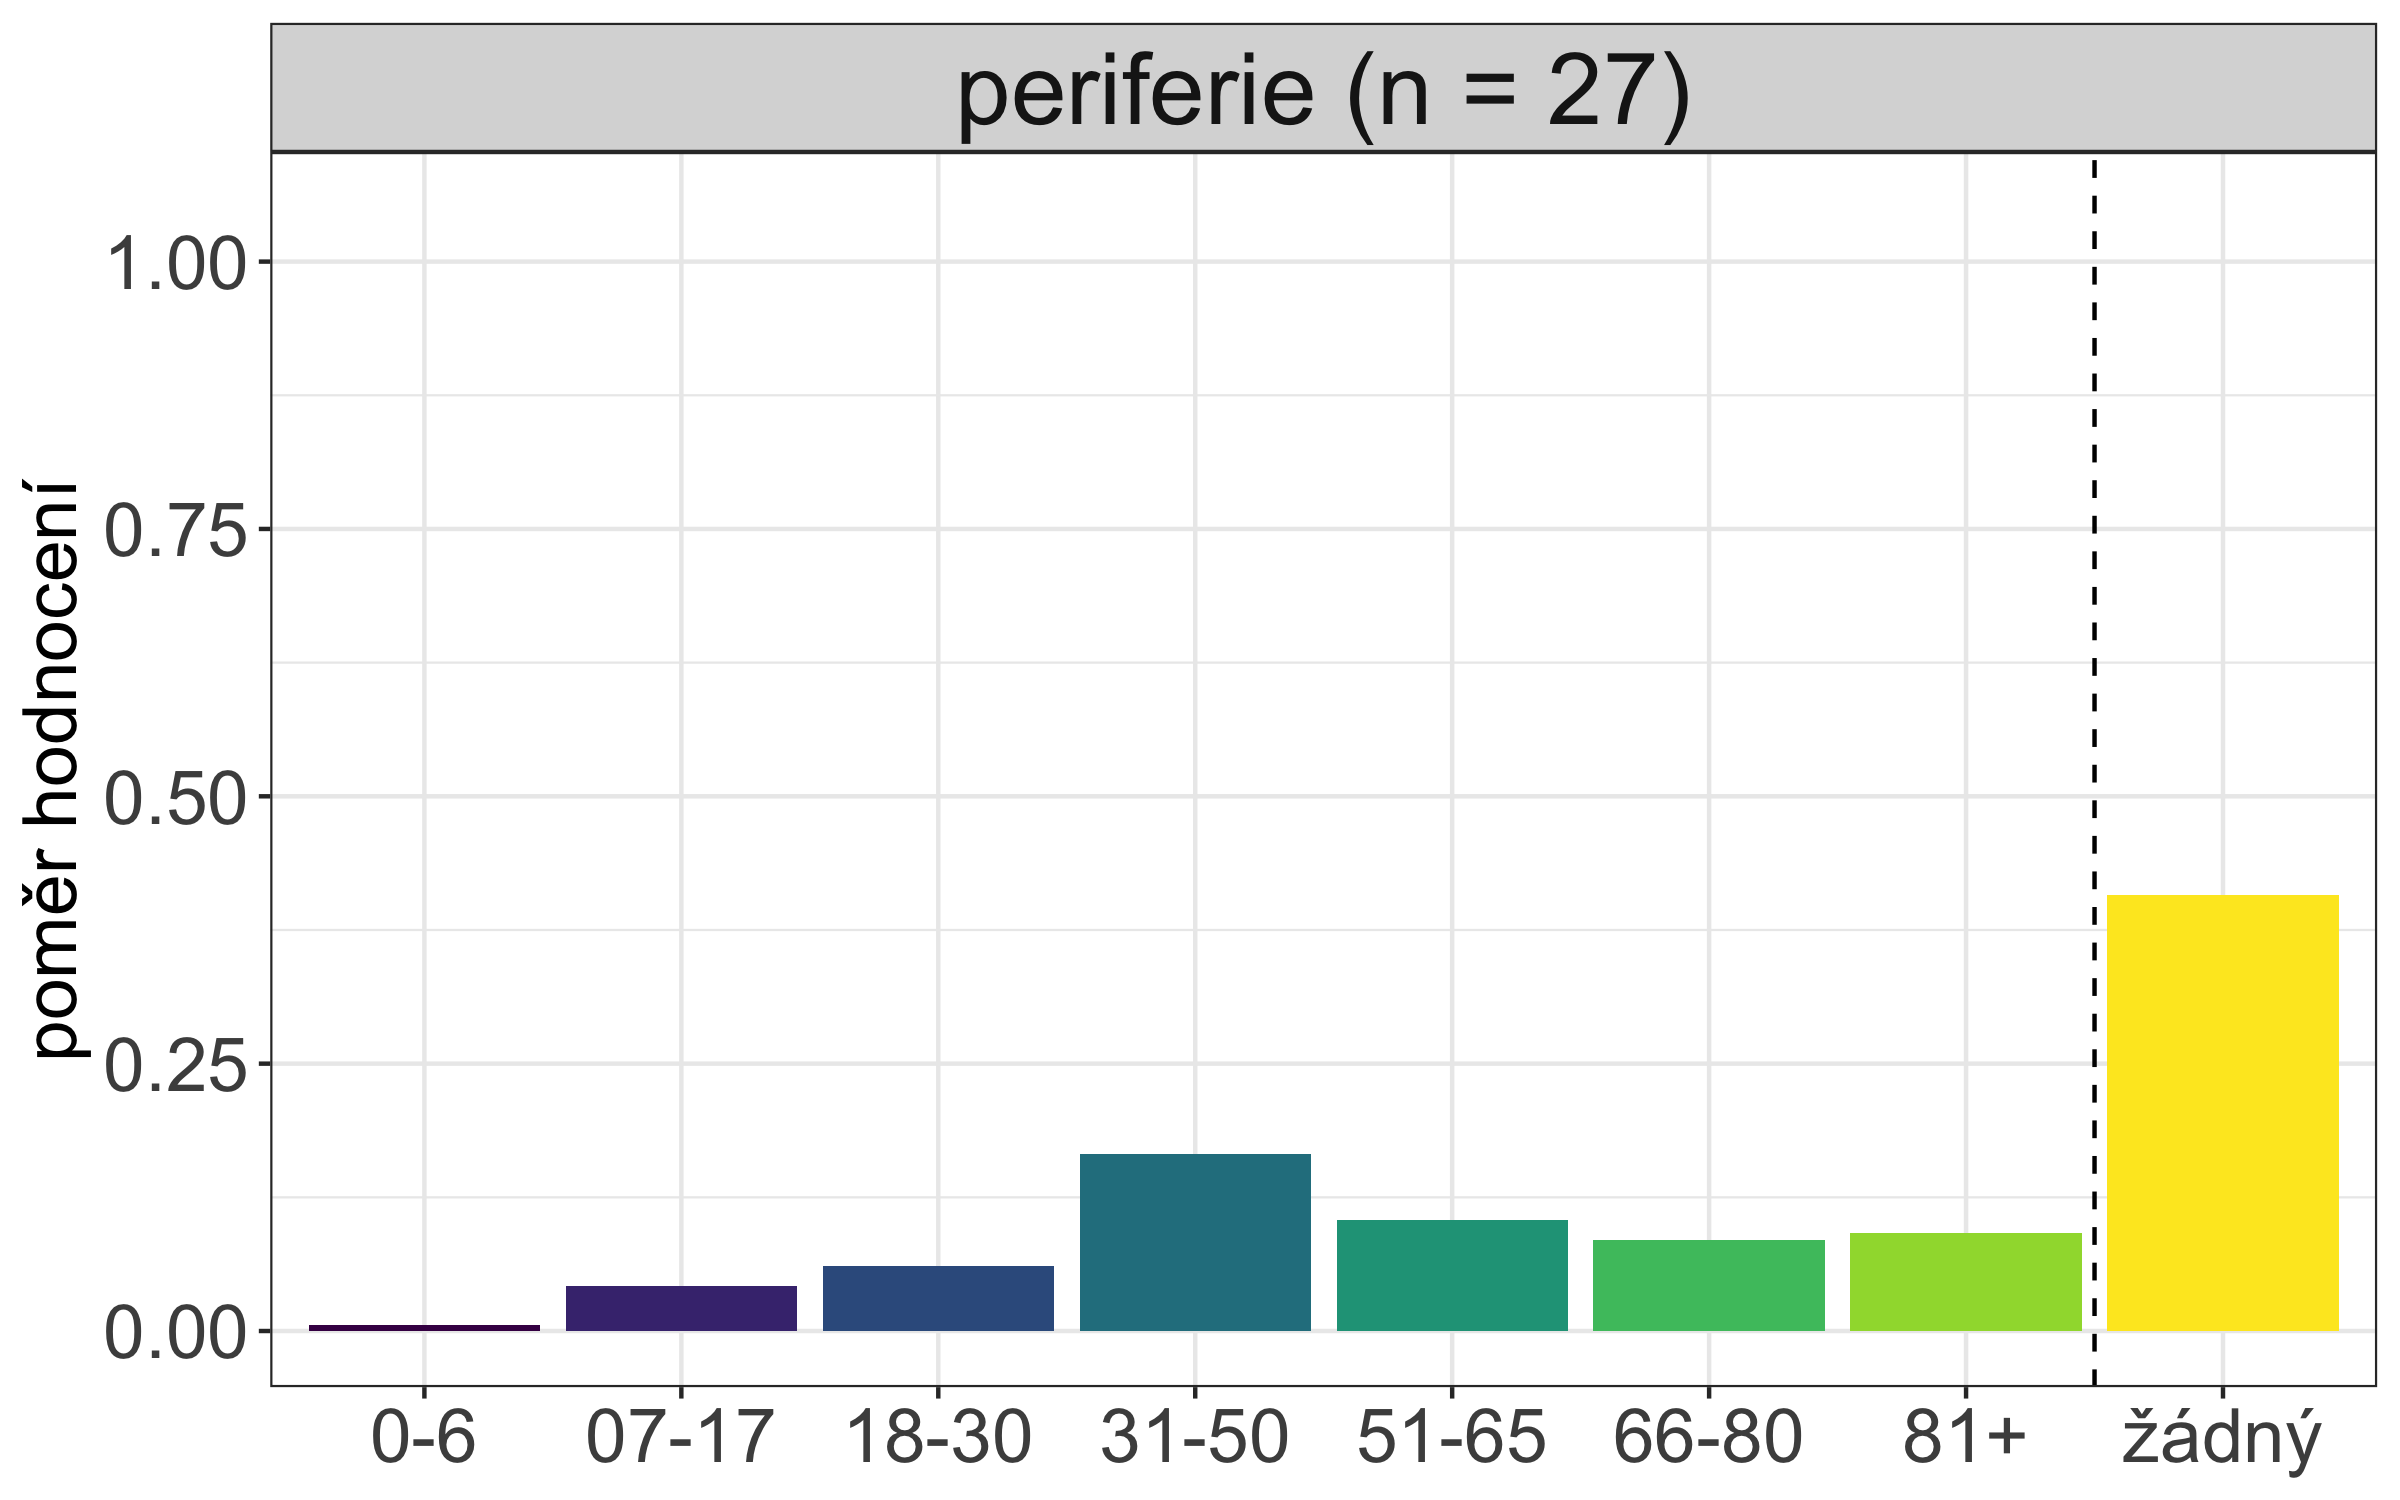 periferie (n = 27)
poměr hodnocení
1.00
0.75
0.50
0.25
0.00
0-6 07-17 18-30 31-50 51-65 66-80 81+ žádný